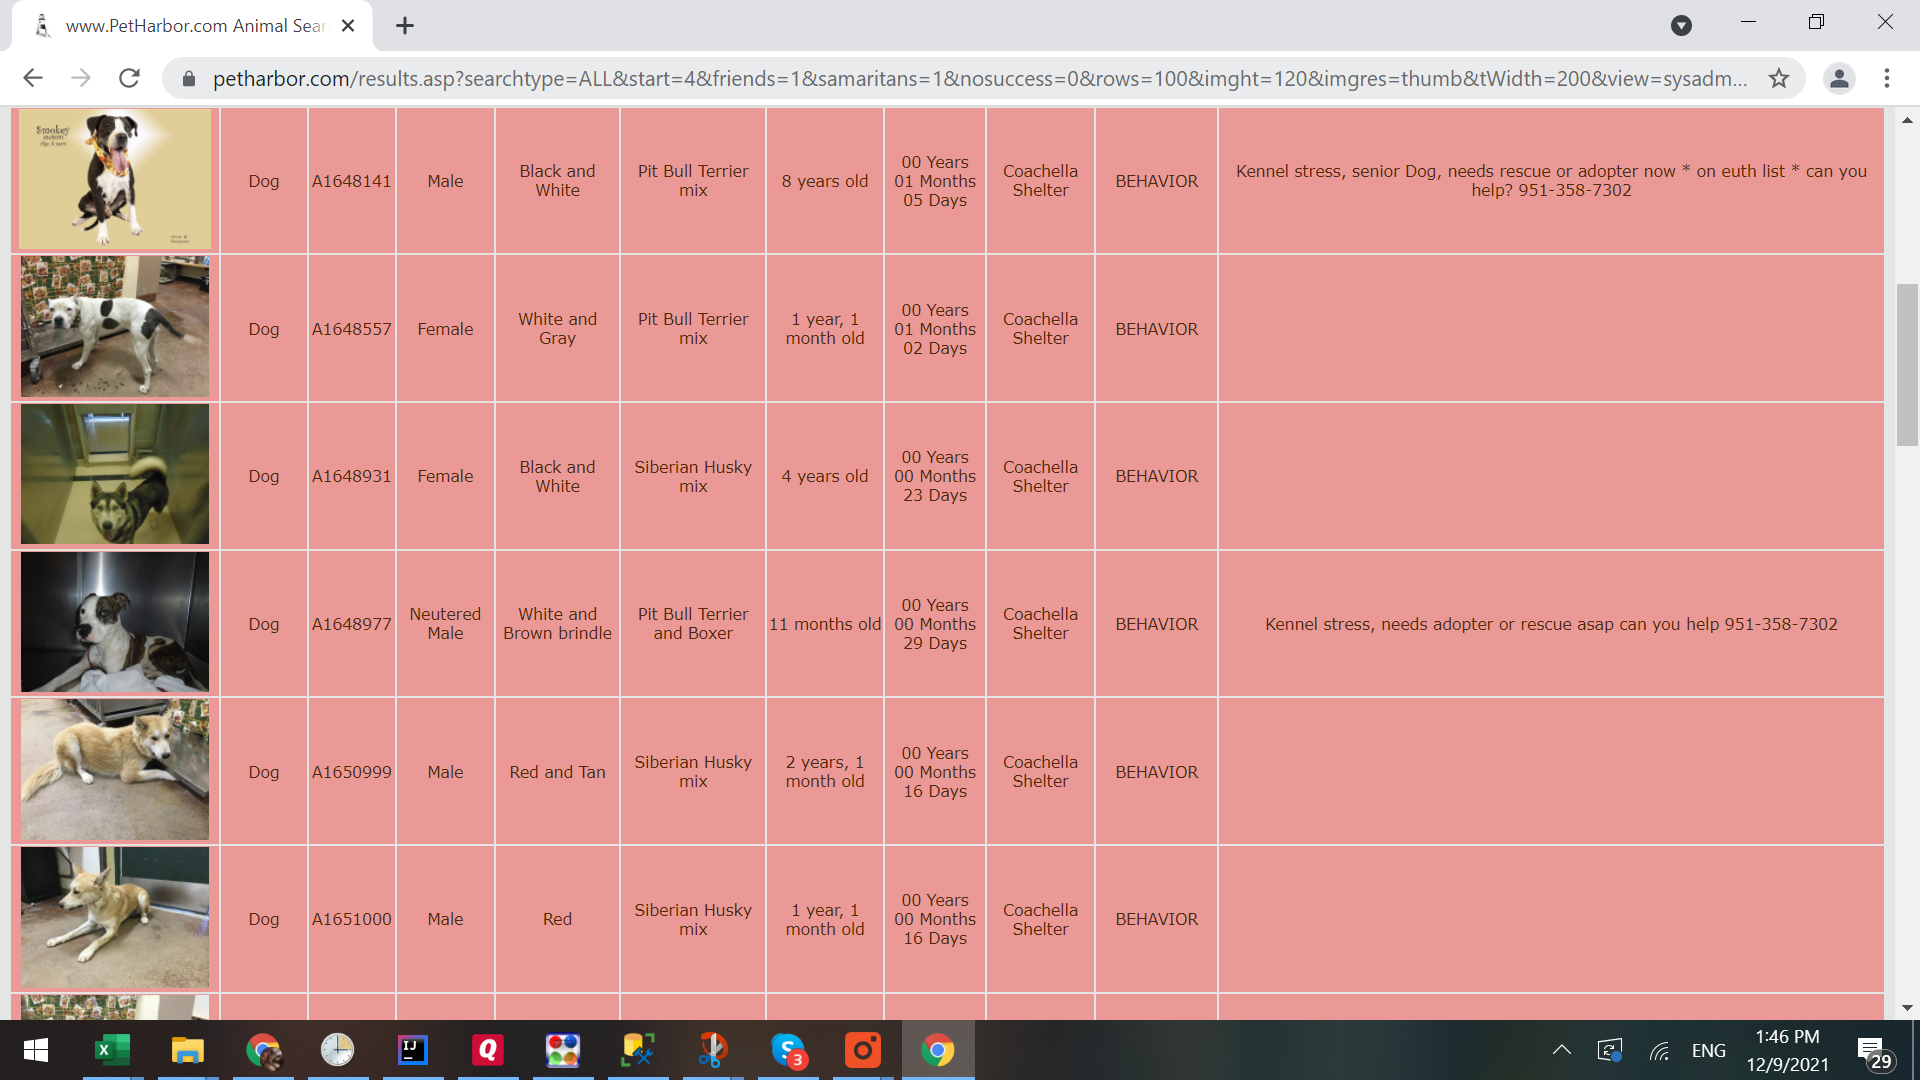 www.PetHarbor.com Animal Sear
petharbor.com/results.asp?searchtype=ALL&start=4&friends=1&samaritans=1&nosuccess=0&rows=100&imght=120&imgres=thumb&tWidth=200&view=sysadm...
Smokey
Dog A1648141 Male Black and White Pit Bull Terrier mix 8 years old 00 Years 01 Months 05 Days Coachella Shelter BEHAVIOR Kennel stress, senior Dog, needs rescue or adopter now * on euth list * can you help? 951-358-7302
Dog A1648557 Female White and Gray Pit Bull Terrier mix 1 year, 1 month old 00 Years 01 Months 02 Days Coachella Shelter BEHAVIOR
Dog A1648931 Female Black and White Siberian Husky mix 4 years old 00 Years 00 Months 23 Days Coachella Shelter BEHAVIOR
Dog A1648977 Neutered Male White and Brown brindle Pit Bull Terrier and Boxer 11 months old 00 Years 00 Months 29 Days Coachella Shelter BEHAVIOR Kennel stress, needs adopter or rescue asap can you help 951-358-7302
Dog A1650999 Male Red and Tan Siberian Husky mix 2 years, 1 month old 00 Years 00 Months 16 Days Coachella Shelter BEHAVIOR
Dog A1651000 Male Red Siberian Husky mix 1 year, 1 month old 00 Years 00 Months 16 Days Coachella Shelter BEHAVIOR
X
IJ
Q
S 3
ENG
1:46 PM
12/9/2021
29